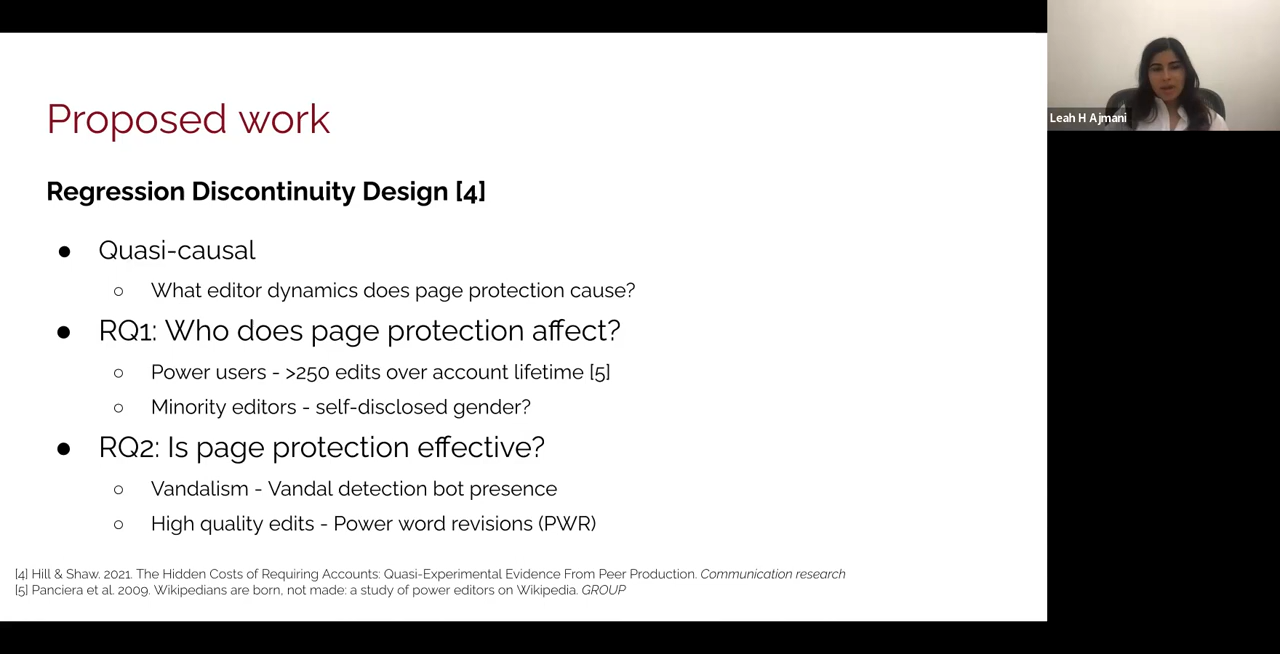 Proposed work
Regression Discontinuity Design [4]
● Quasi-causal
○ What editor dynamics does page protection cause?
● RQ1: Who does page protection affect?
○ Power users - >250 edits over account lifetime [5]
○ Minority editors - self-disclosed gender?
● RQ2: Is page protection effective?
○ Vandalism - Vandal detection bot presence
○ High quality edits - Power word revisions (PWR)
[4] Hill & Shaw. 2021. The Hidden Costs of Requiring Accounts: Quasi-Experimental Evidence From Peer Production. Communication research
[5] Panciera et al. 2009. Wikipedians are born, not made: a study of power editors on Wikipedia. GROUP
Leah H Ajmani